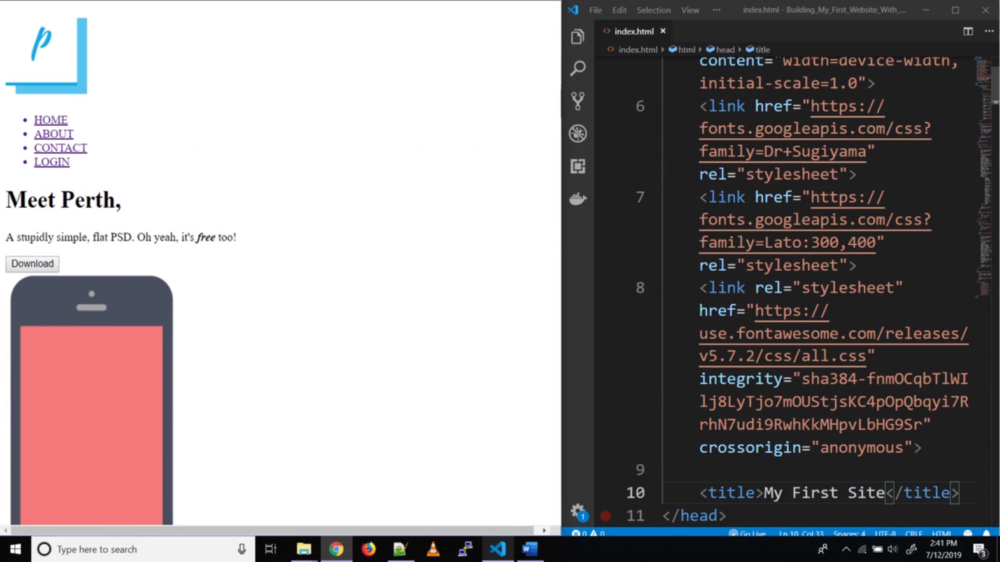 p
HOME
ABOUT
CONTACT
LOGIN
Meet Perth,
A stupidly simple, flat PSD. Oh yeah, it's free too!
Download
File Edit Selection View ··· index.html - Building_My_First_Website_With_...
index.html
index.html html head title
content="width=device-width,
initial-scale=1.0">
6 <link href="https://
fonts.googleapis.com/css?
family=Dr+Sugiyama"
rel="stylesheet">
7 <link href="https://
fonts.googleapis.com/css?
family=Lato:300,400"
rel="stylesheet">
8 <link rel="stylesheet"
href="https://
use.fontawesome.com/releases/
v5.7.2/css/all.css"
integrity="sha384-fnmOCqbTlWI
lj8LyTjo7mOUStjsKC4pOpQbqyi7R
rhN7udi9RwhKkMHpvLbHG9Sr"
crossorigin="anonymous">
9
10 <title>My First Site</title>
11 </head>
1
0 0 Go Live Ln 10, Col 33 Spaces: 4 UTF-8 CRLF HTML
Type here to search
2:41 PM
7/12/2019
3